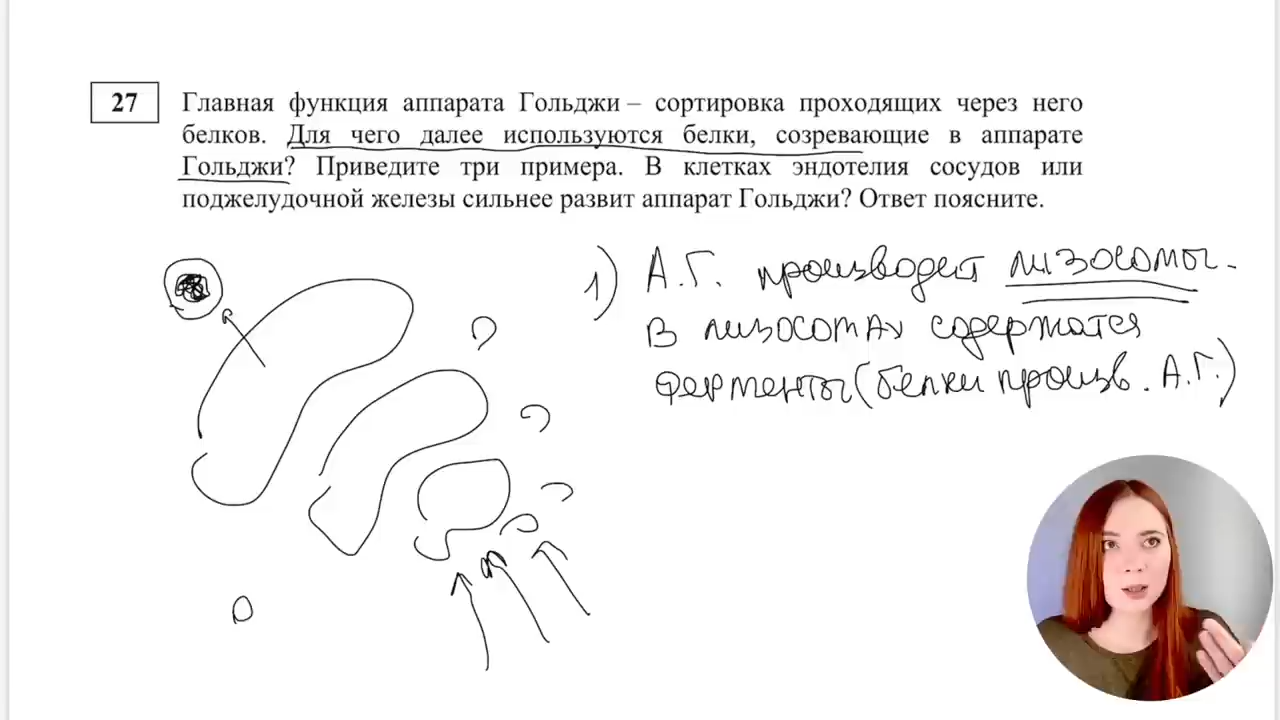 27
Главная функция аппарата Гольджи – сортировка проходящих через него
белков. Для чего далее используются белки, созревающие в аппарате
Гольджи? Приведите три примера. В клетках эндотелия сосудов или
поджелудочной железы сильнее развит аппарат Гольджи? Ответ поясните.
1) А.Г. производет лизосомы.
В лизосомах содержатся
ферменты (белки произв. А.Г.)